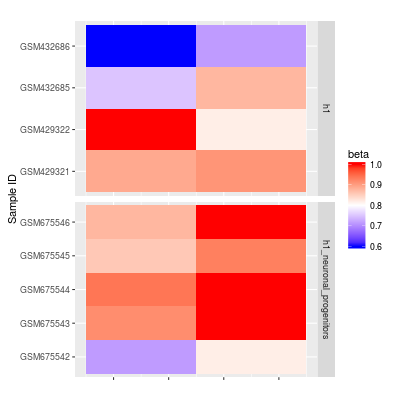 Sample ID
GSM432686
GSM432685
GSM429322
GSM429321
h1
GSM675546
GSM675545
GSM675544
GSM675543
GSM675542
h1_neuronal_progenitors
beta
1.0
0.9
0.8
0.7
0.6